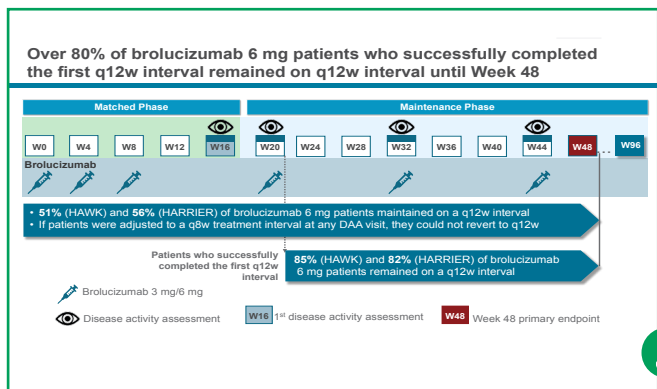 Over 80% of brolucizumab 6 mg patients who successfully completed
the first q12w interval remained on q12w interval until Week 48
Matched Phase
Maintenance Phase
W0 W4 W8 W12 W16 W20 W24 W28 W32 W36 W40 W44 W48 ... W96
Brolucizumab
• 51% (HAWK) and 56% (HARRIER) of brolucizumab 6 mg patients maintained on a q12w interval
• If patients were adjusted to a q8w treatment interval at any DAA visit, they could not revert to q12w
Patients who successfully
completed the first q12w
interval
85% (HAWK) and 82% (HARRIER) of brolucizumab
6 mg patients remained on a q12w interval
Brolucizumab 3 mg/6 mg
Disease activity assessment
W16 1st disease activity assessment
W48 Week 48 primary endpoint